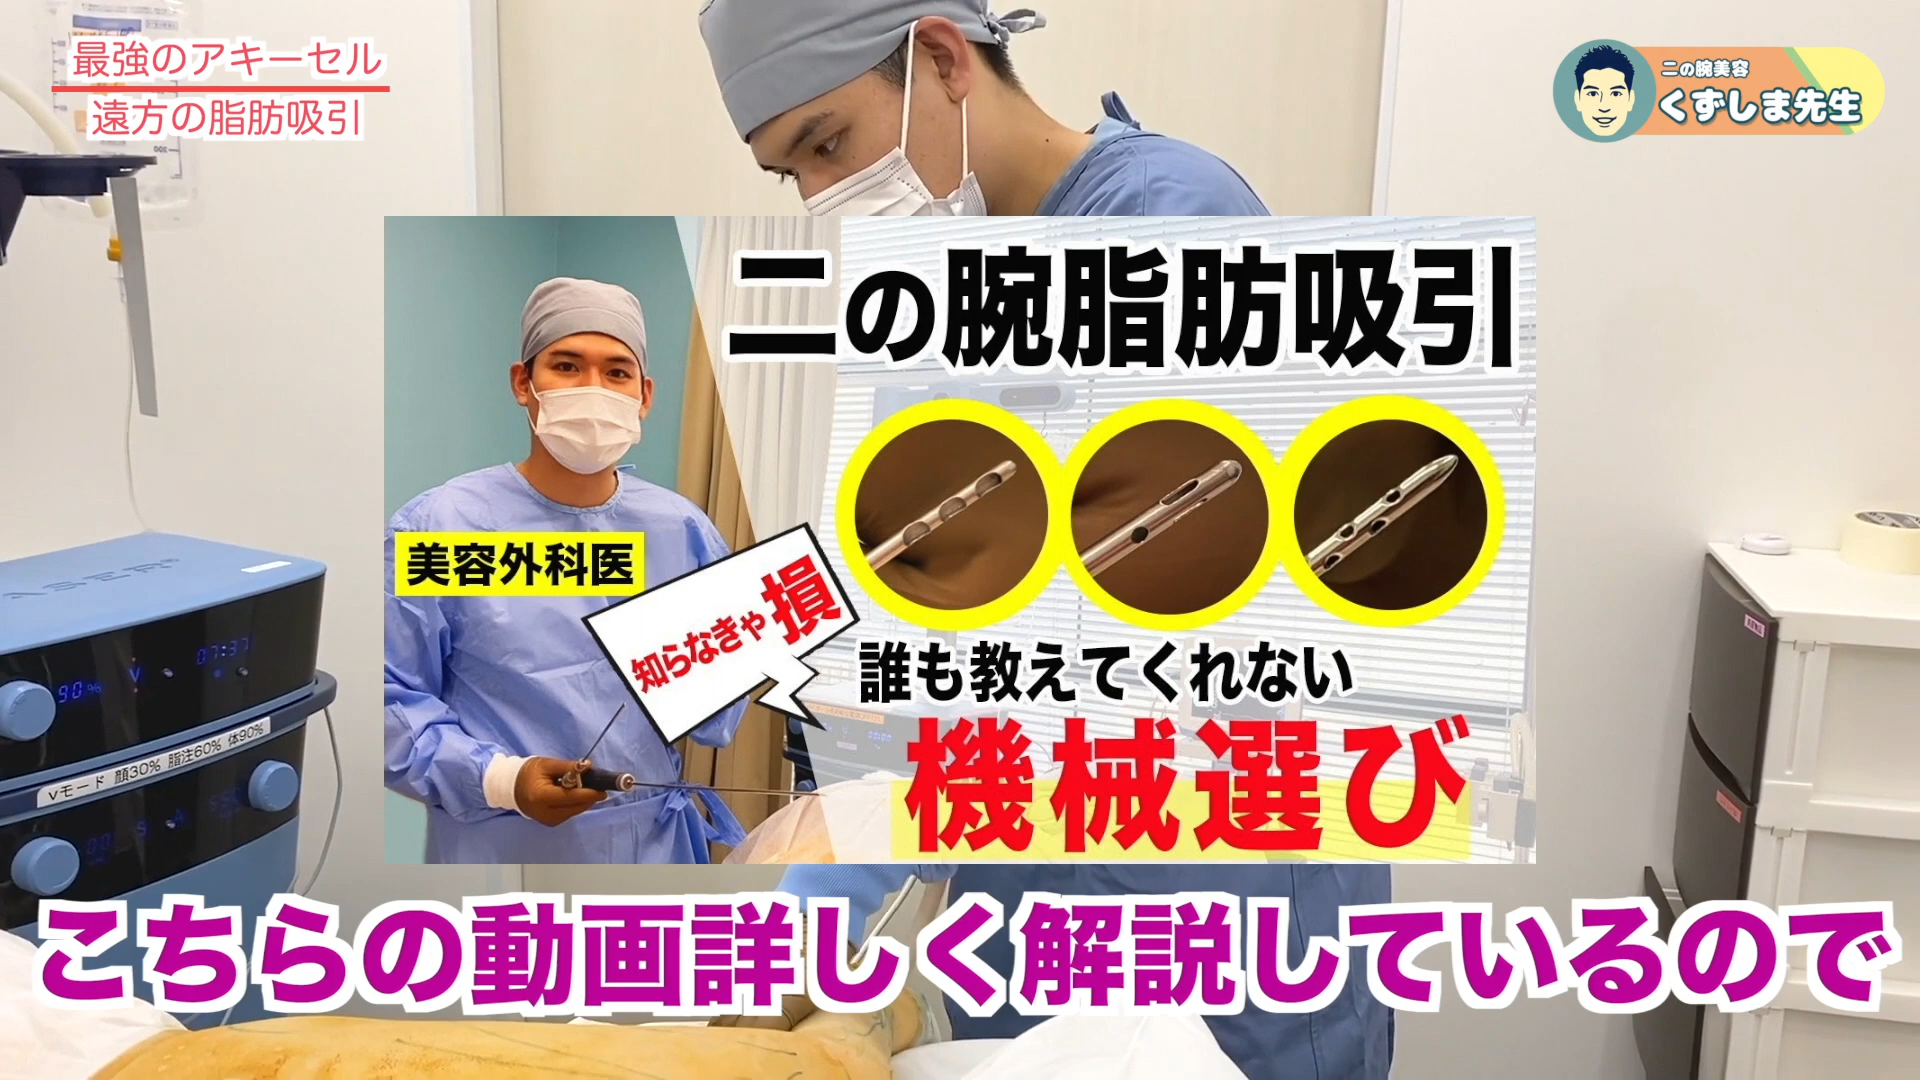 最強のアキーセル
遠方の脂肪吸引
二の腕美容
くずしま先生
二の腕脂肪吸引
美容外科医
知らなきゃ損
誰も教えてくれない
機械選び
90%
V
07:37
Vモード 顔30% 脂注60% 体90%
こちらの動画詳しく解説しているので